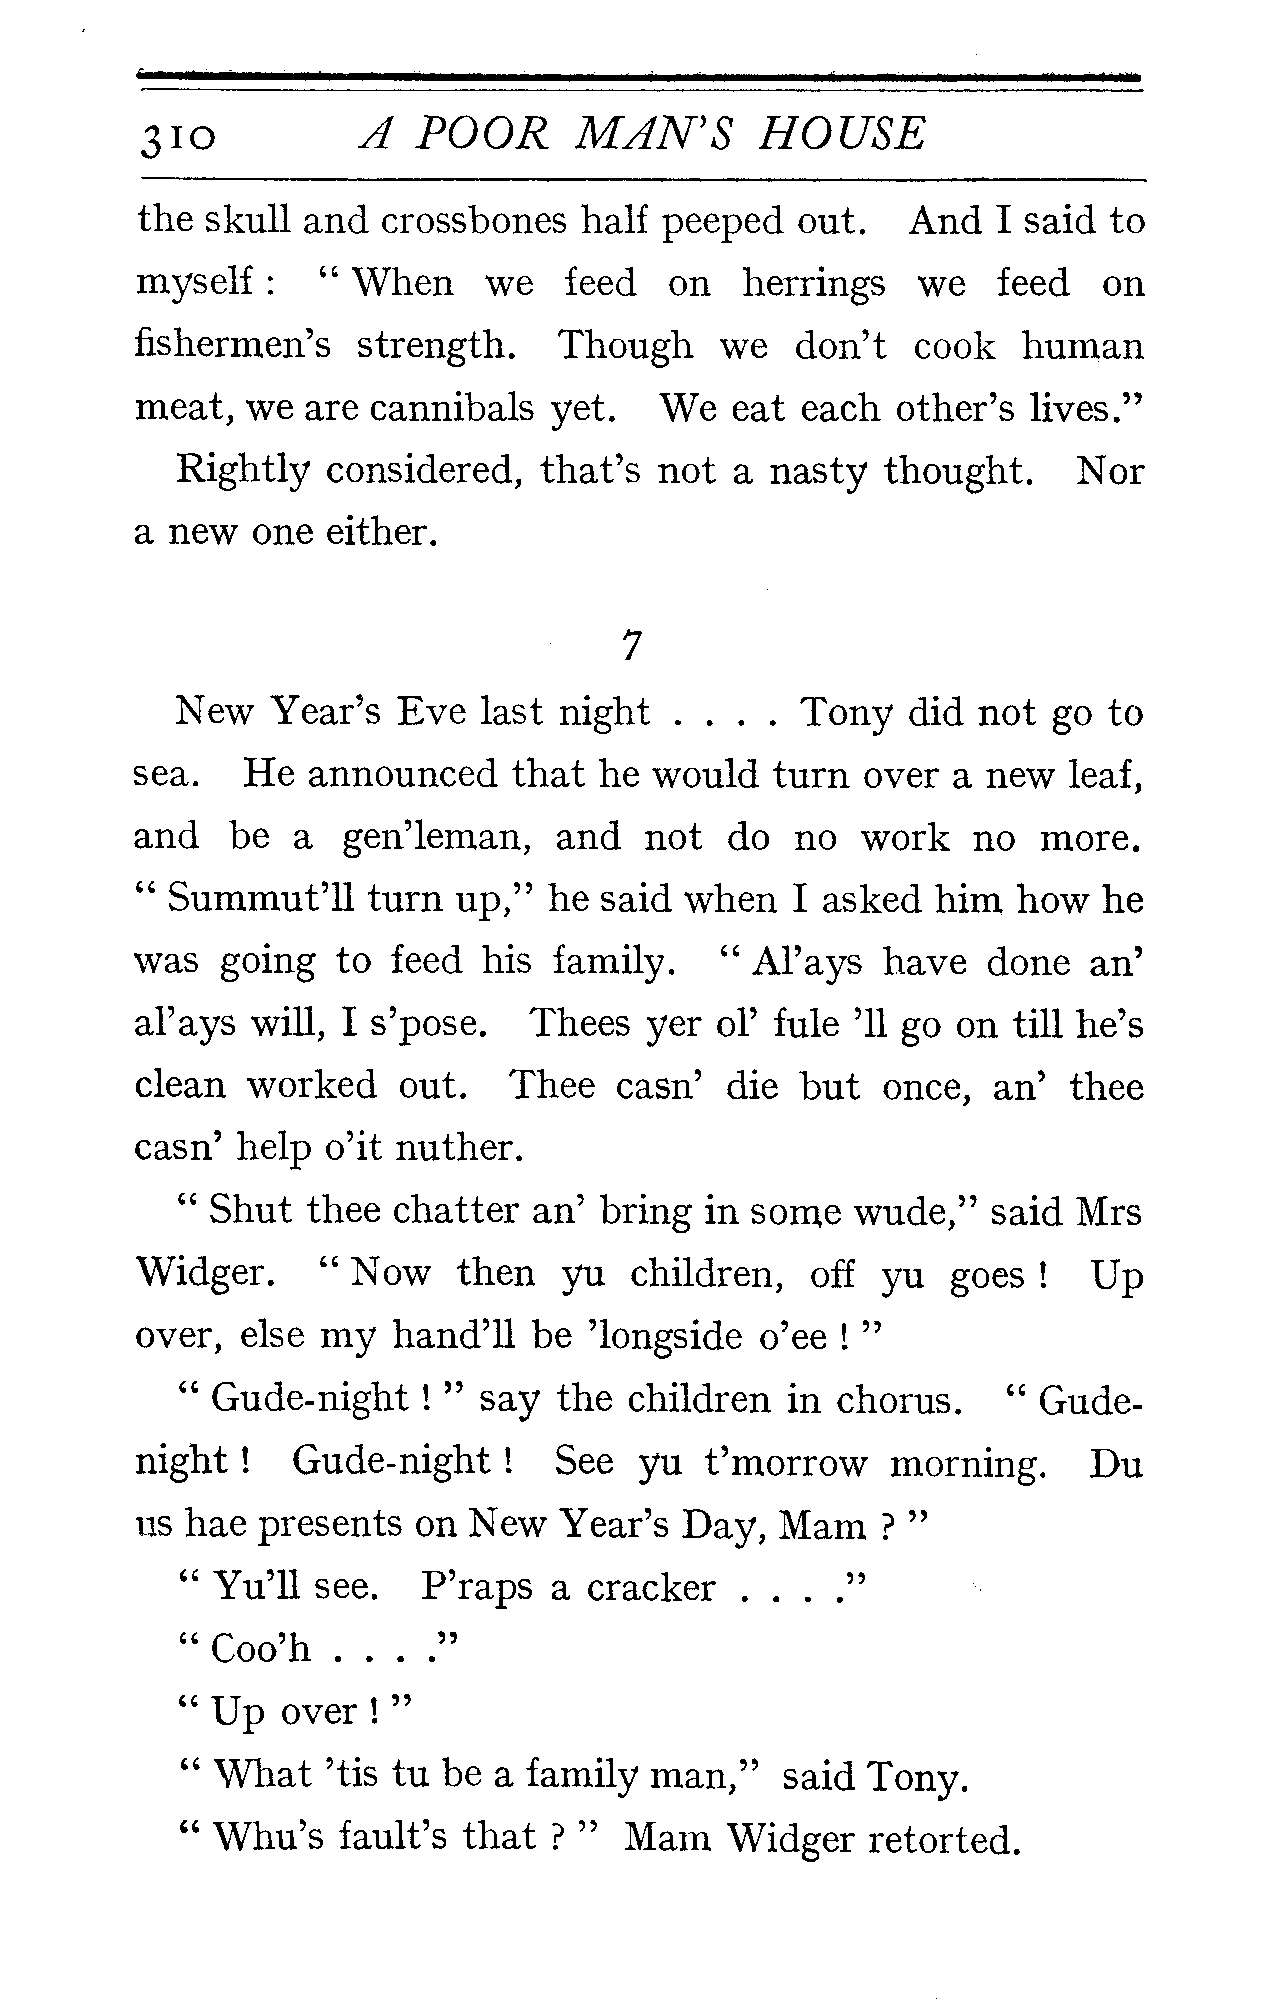 310 A POOR MAN'S HOUSE
the skull and crossbones half peeped out. And I said to
myself : “ When we feed on herrings we feed on
fishermen's strength. Though we don't cook human
meat, we are cannibals yet. We eat each other's lives.”
Rightly considered, that's not a nasty thought. Nor
a new one either.
7
New Year's Eve last night . . . . Tony did not go to
sea. He announced that he would turn over a new leaf,
and be a gen'leman, and not do no work no more.
“ Summut'll turn up,” he said when I asked him how he
was going to feed his family. “ Al'ays have done an'
al'ays will, I s'pose. Thees yer ol' fule 'll go on till he's
clean worked out. Thee casn' die but once, an' thee
casn' help o'it nuther.
“ Shut thee chatter an' bring in some wude,” said Mrs
Widger. “ Now then yu children, off yu goes ! Up
over, else my hand'll be 'longside o'ee ! ”
“ Gude-night ! ” say the children in chorus. “ Gude-
night ! Gude-night ! See yu t'morrow morning. Du
us hae presents on New Year's Day, Mam ? ”
“ Yu'll see. P'raps a cracker . . . .”
“ Coo'h . . . .”
“ Up over ! ”
“ What 'tis tu be a family man,” said Tony.
“ Whu's fault's that ? ” Mam Widger retorted.